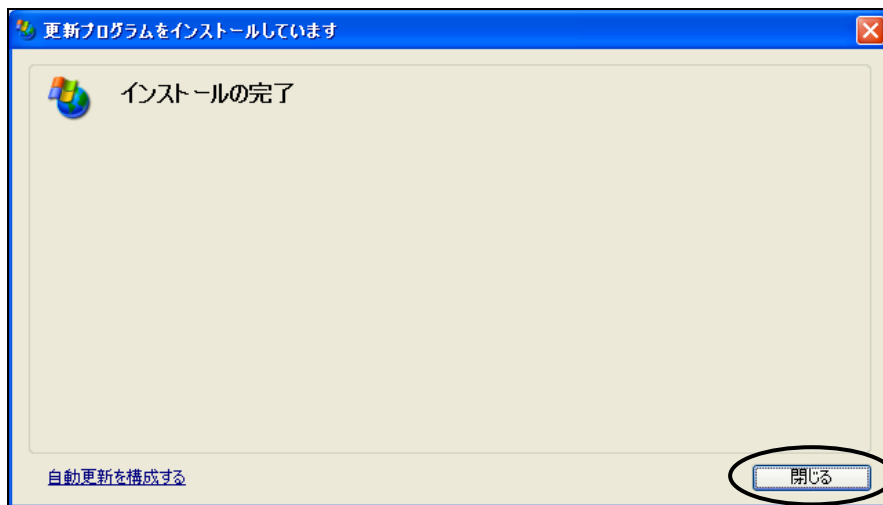 更新プログラムをインストールしています
インストールの完了
自動更新を構成する
閉じる